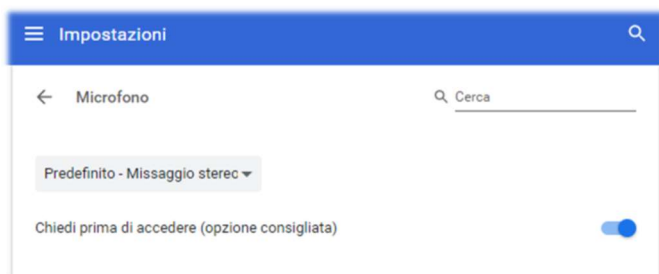 Impostazioni
Microfono
Cerca
Predefinito - Missaggio sterec
Chiedi prima di accedere (opzione consigliata)